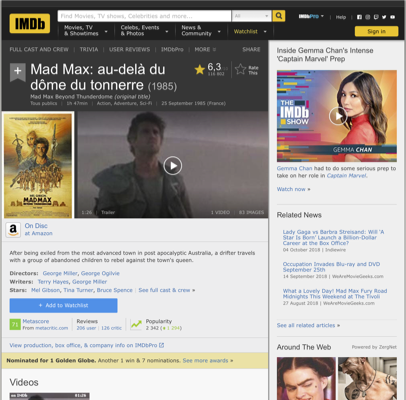 IMDb
Find Movies, TV shows, Celebrities and more...
All
IMDbPro
Help
Movies, TV & Showtimes
Celebs, Events & Photos
News & Community
Watchlist
Sign in
FULL CAST AND CREW | TRIVIA | USER REVIEWS | IMDbPro | MORE
SHARE
Mad Max: au-delà du dôme du tonnerre (1985)
Mad Max Beyond Thunderdome (original title)
Tous publics | 1h 47min | Action, Adventure, Sci-Fi | 25 September 1985 (France)
6,3
Rate This
MAD MAX
1:26 | Trailer
1 VIDEO
83 IMAGES
On Disc
at Amazon
After being exiled from the most advanced town in post apocalyptic Australia, a drifter travels
with a group of abandoned children to rebel against the town's queen.
Directors: George Miller, George Ogilvie
Writers: Terry Hayes, George Miller
Stars: Mel Gibson, Tina Turner, Bruce Spence | See full cast & crew »
+ Add to Watchlist
Metascore
From metacritic.com
Reviews
206 user | 126 critic
Popularity
View production, box office, & company info on IMDbPro
Nominated for 1 Golden Globe. Another 1 win & 7 nominations. See more awards »
Videos
Inside Gemma Chan's Intense
'Captain Marvel' Prep
THE IMDb SHOW
GEMMA CHAN
Gemma Chan had to do some serious prep
to take on her role in Captain Marvel.
Watch now »
Related News
Lady Gaga vs Barbra Streisand: Will 'A
Star Is Born' Launch a Billion-Dollar
Career at the Box Office?
04 October 2018 | Indiewire
Occupation Invades Blu-ray and DVD
September 25th
14 September 2018 | WeAreMovieGeeks.com
What a Lovely Day! Mad Max Fury Road
Midnights This Weekend at The Tivoli
27 August 2018 | WeAreMovieGeeks.com
See all related articles »
Around The Web
Powered by ZergNet